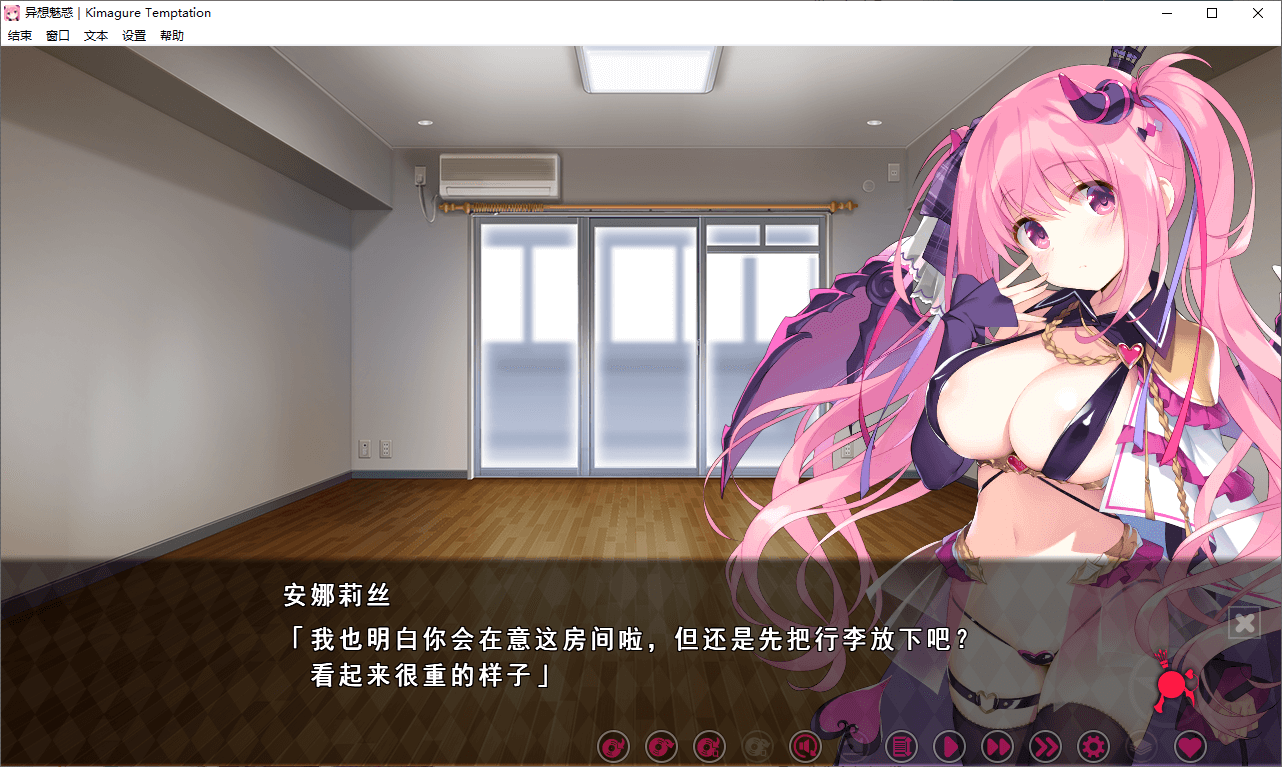 异想魅惑 | Kimagure Temptation
结束 窗口 文本 设置 帮助
安娜莉丝
「我也明白你会在意这房间啦，但还是先把行李放下吧？
看起来很重的样子」